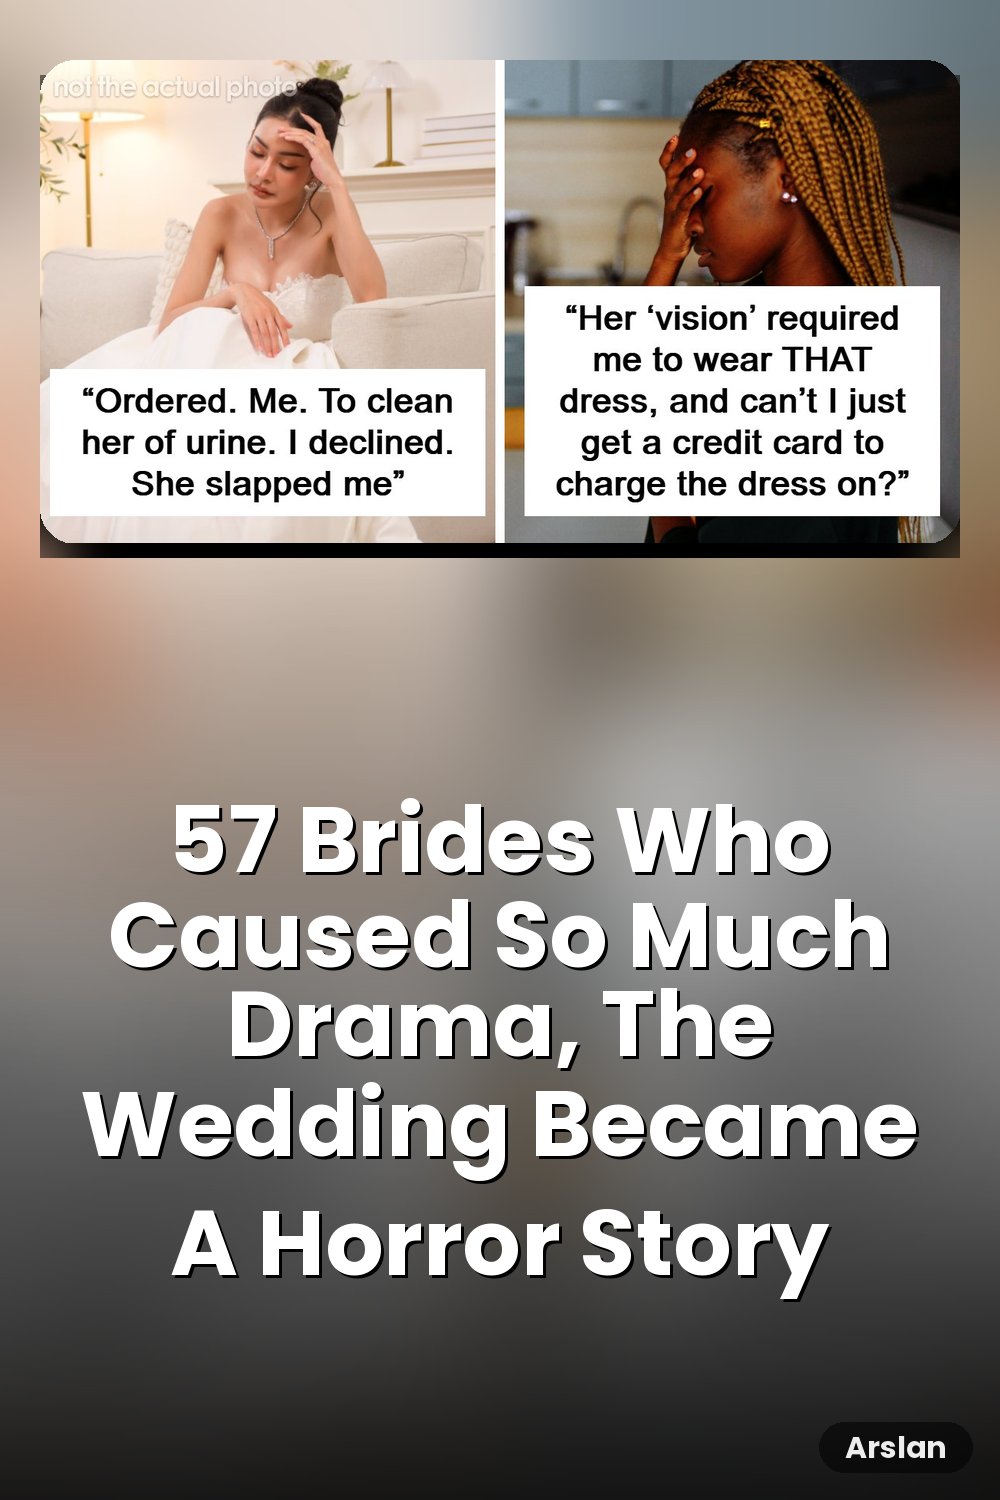 not the actual photo
“Ordered. Me. To clean
her of urine. I declined.
She slapped me”
“Her ‘vision’ required
me to wear THAT
dress, and can’t I just
get a credit card to
charge the dress on?”
57 Brides Who
Caused So Much
Drama, The
Wedding Became
A Horror Story
Arslan